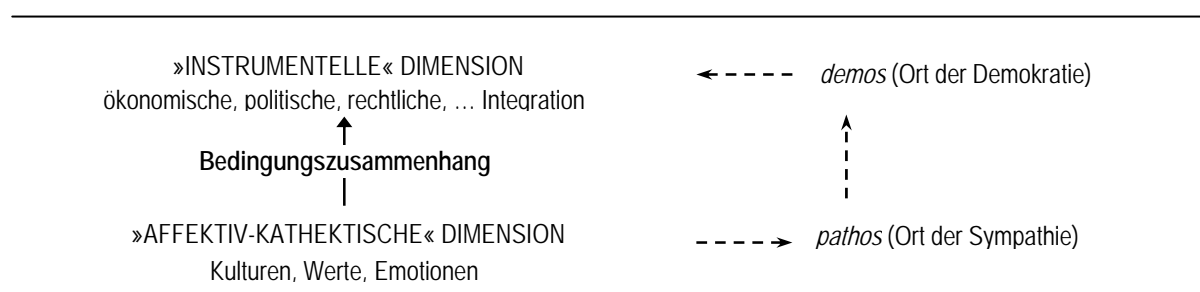 »INSTRUMENTELLE« DIMENSION
demos (Ort der Demokratie)
ökonomische, politische, rechtliche, … Integration
Bedingungszusammenhang
»AFFEKTIV-KATHEKTISCHE« DIMENSION
pathos (Ort der Sympathie)
Kulturen, Werte, Emotionen